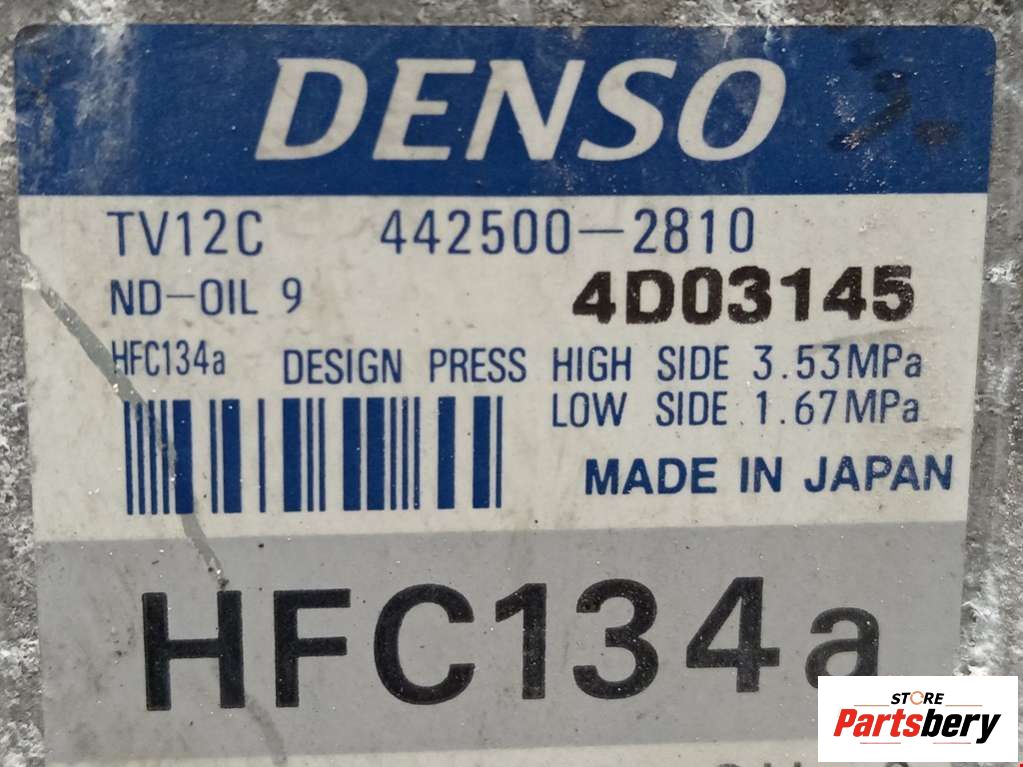 DENSO
TV12C 442500-2810
ND-OIL 9 4D03145
HFC134a DESIGN PRESS HIGH SIDE 3.53MPa
LOW SIDE 1.67MPa
MADE IN JAPAN
HFC134a
STORE
Partsbery